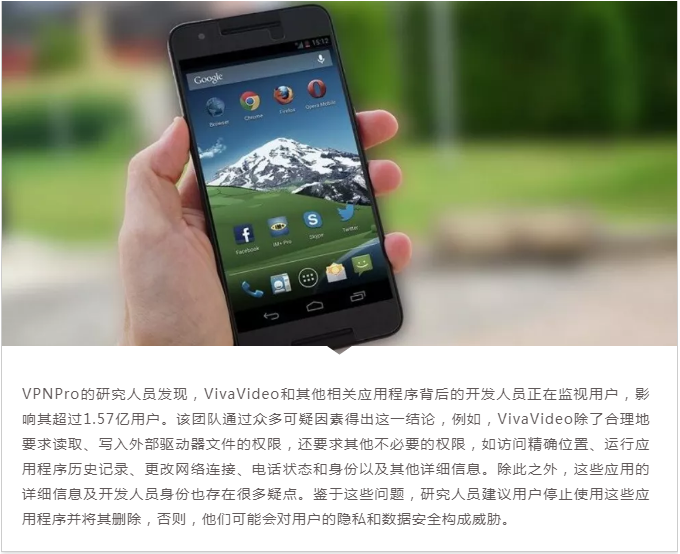 15:12
Google
Browser
Chrome
Firefox
Opera Mobile
Facebook
IM+ Pro
Skype
Twitter
VPNPro的研究人员发现，VivaVideo和其他相关应用程序背后的开发人员正在监视用户，影
响其超过1.57亿用户。该团队通过众多可疑因素得出这一结论，例如，VivaVideo除了合理地
要求读取、写入外部驱动器文件的权限，还要求其他不必要的权限，如访问精确位置、运行应
用程序历史记录、更改网络连接、电话状态和身份以及其他详细信息。除此之外，这些应用的
详细信息及开发人员身份也存在很多疑点。鉴于这些问题，研究人员建议用户停止使用这些应
用程序并将其删除，否则，他们可能会对用户的隐私和数据安全构成威胁。